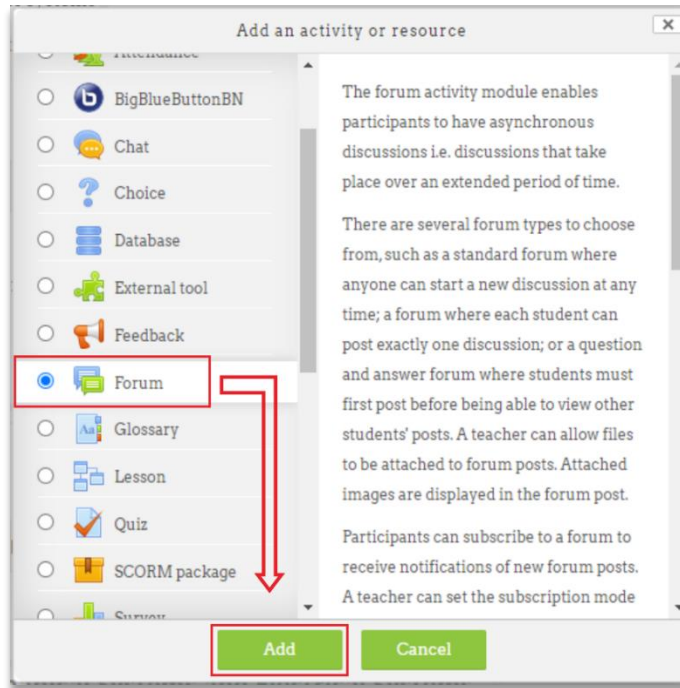 Add an activity or resource
Attendance
BigBlueButtonBN
Chat
Choice
Database
External tool
Feedback
Forum
Glossary
Lesson
Quiz
SCORM package
Survey
The forum activity module enables
participants to have asynchronous
discussions i.e. discussions that take
place over an extended period of time.
There are several forum types to choose
from, such as a standard forum where
anyone can start a new discussion at any
time; a forum where each student can
post exactly one discussion; or a question
and answer forum where students must
first post before being able to view other
students' posts. A teacher can allow files
to be attached to forum posts. Attached
images are displayed in the forum post.
Participants can subscribe to a forum to
receive notifications of new forum posts.
A teacher can set the subscription mode
Add
Cancel